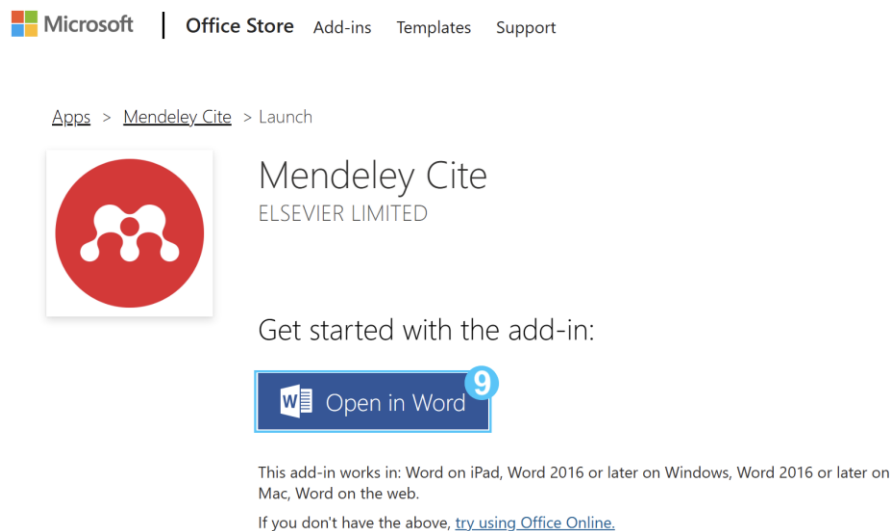 Microsoft | Office Store Add-ins Templates Support
Apps > Mendeley Cite > Launch
Mendeley Cite
ELSEVIER LIMITED
Get started with the add-in:
9
W Open in Word
This add-in works in: Word on iPad, Word 2016 or later on Windows, Word 2016 or later on
Mac, Word on the web.
If you don't have the above, try using Office Online.